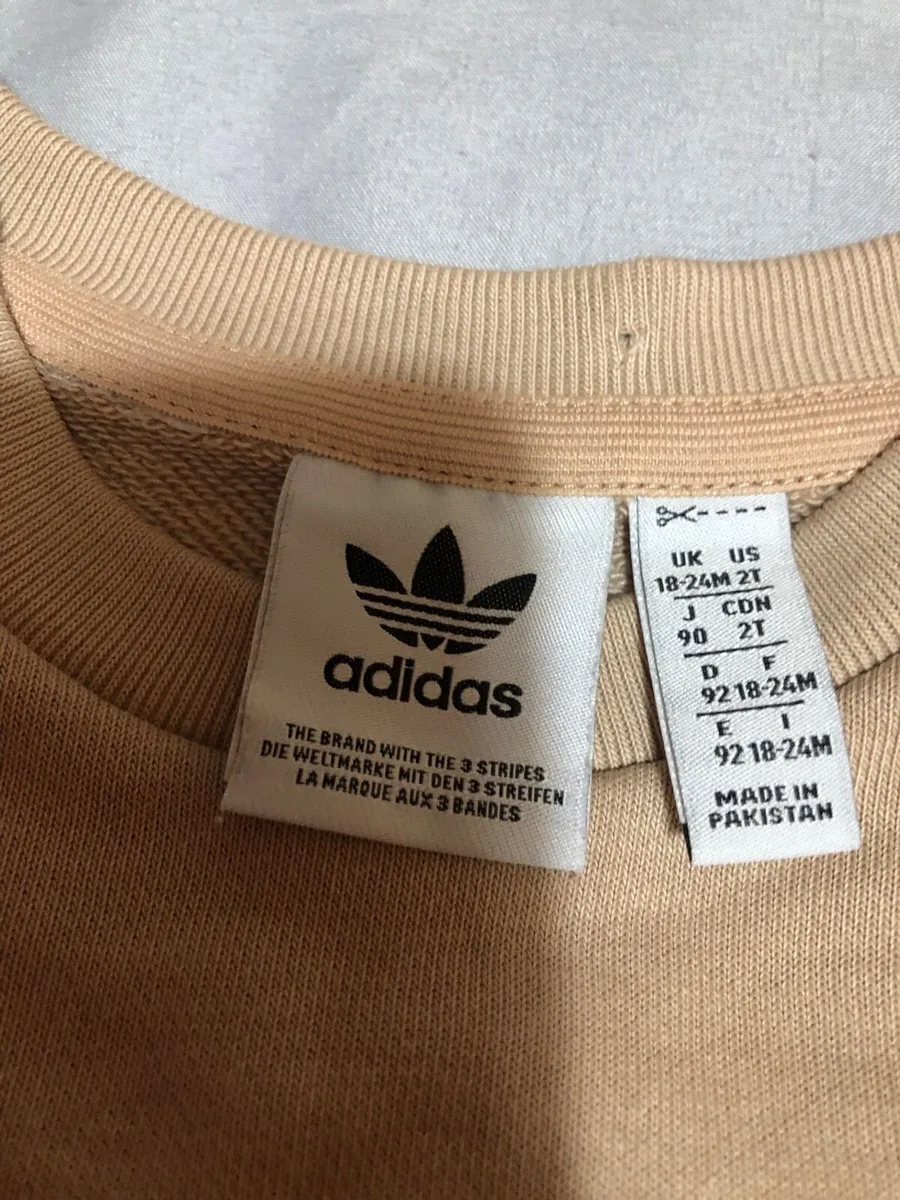 adidas
THE BRAND WITH THE 3 STRIPES
DIE WELTMARKE MIT DEN 3 STREIFEN
LA MARQUE AUX 3 BANDES
UK US
18-24M 2T
J CDN
90 2T
D F
92 18-24M
E I
92 18-24M
MADE IN
PAKISTAN